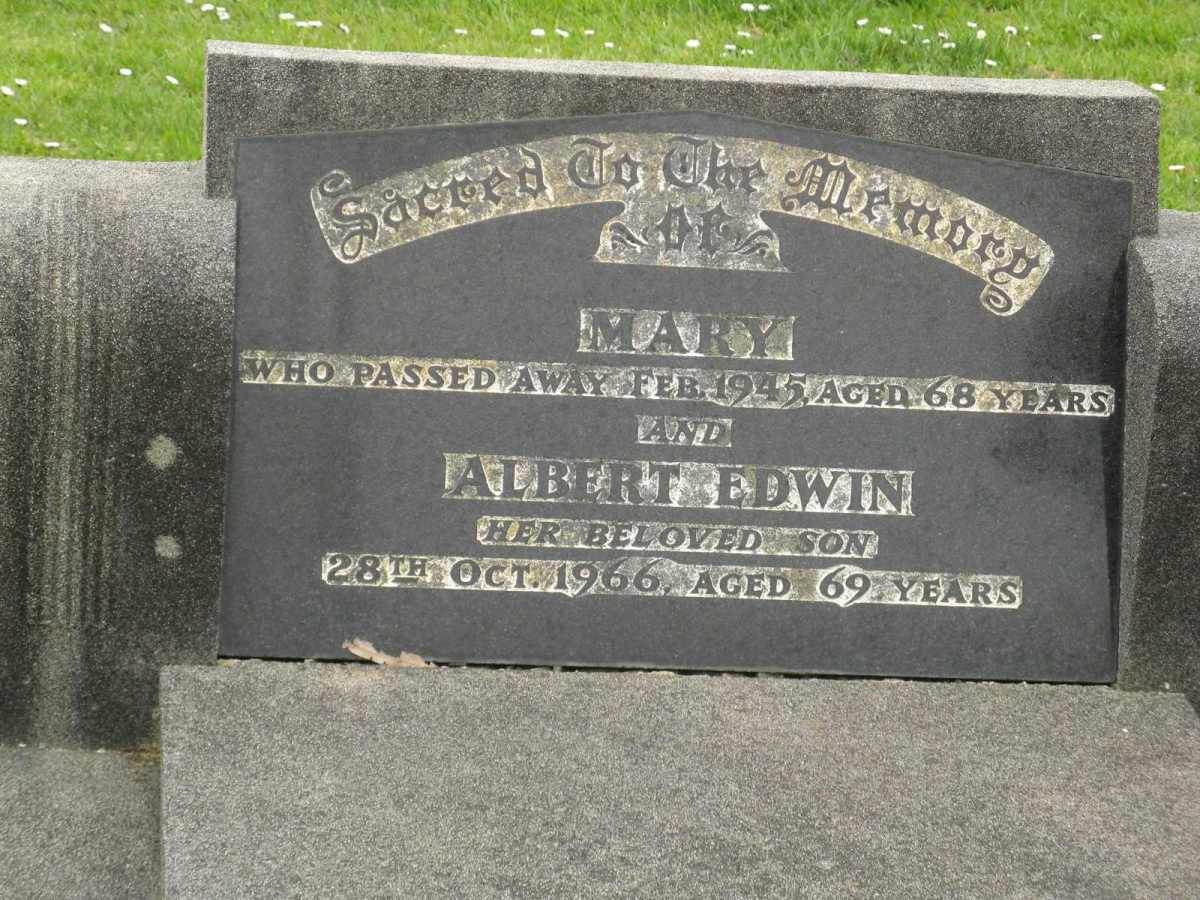 Sacred To The Memory
Of
MARY
WHO PASSED AWAY FEB. 1945, AGED 68 YEARS
AND
ALBERT EDWIN
HER BELOVED SON
28TH OCT. 1966, AGED 69 YEARS